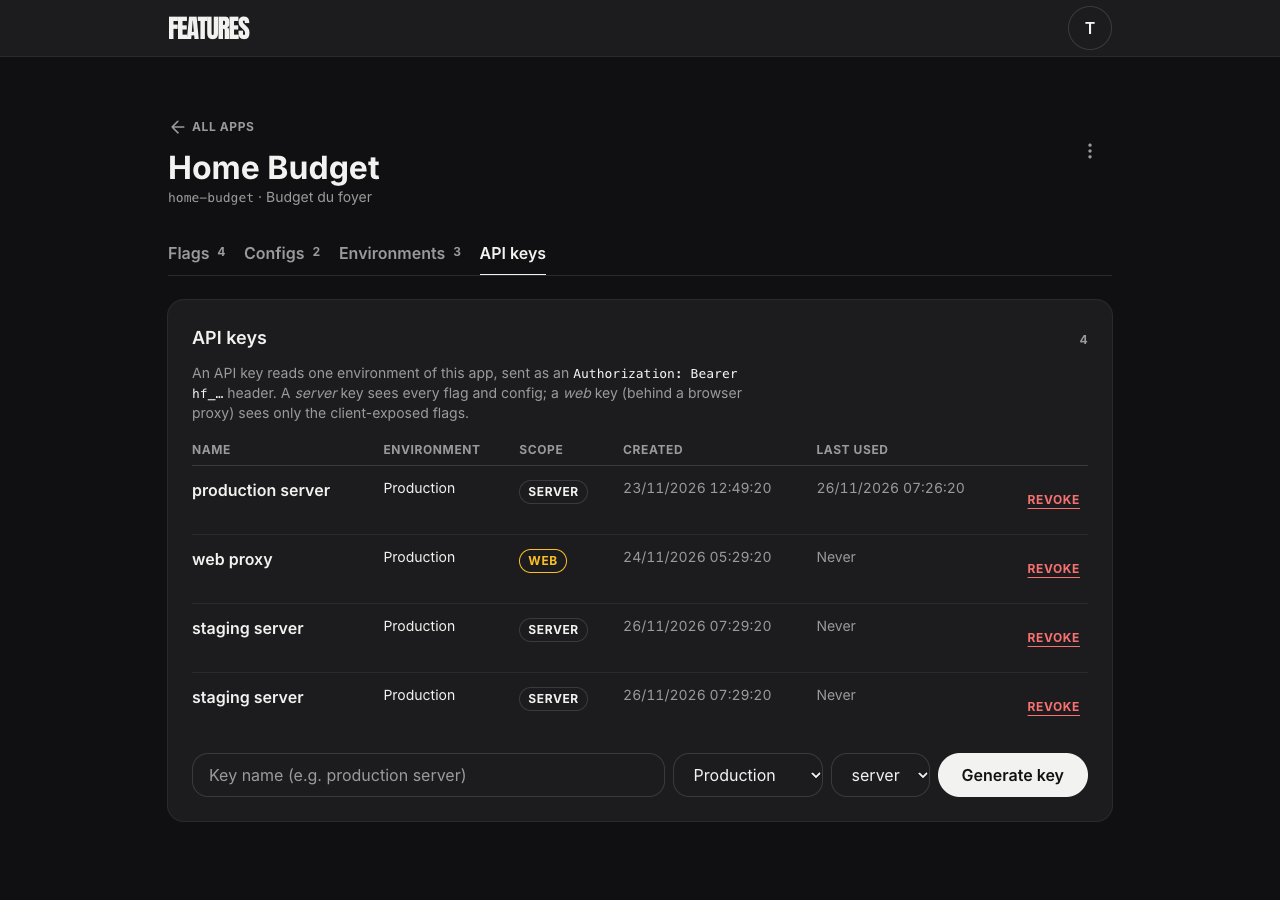 FEATURES
T
ALL APPS
Home Budget
home-budget · Budget du foyer
Flags 4 Configs 2 Environments 3 API keys
API keys
4
An API key reads one environment of this app, sent as an Authorization: Bearer
hf_… header. A server key sees every flag and config; a web key (behind a browser
proxy) sees only the client-exposed flags.
NAME ENVIRONMENT SCOPE CREATED LAST USED
production server Production SERVER 23/11/2026 12:49:20 26/11/2026 07:26:20 REVOKE
web proxy Production WEB 24/11/2026 05:29:20 Never REVOKE
staging server Production SERVER 26/11/2026 07:29:20 Never REVOKE
staging server Production SERVER 26/11/2026 07:29:20 Never REVOKE
Key name (e.g. production server) Production server Generate key